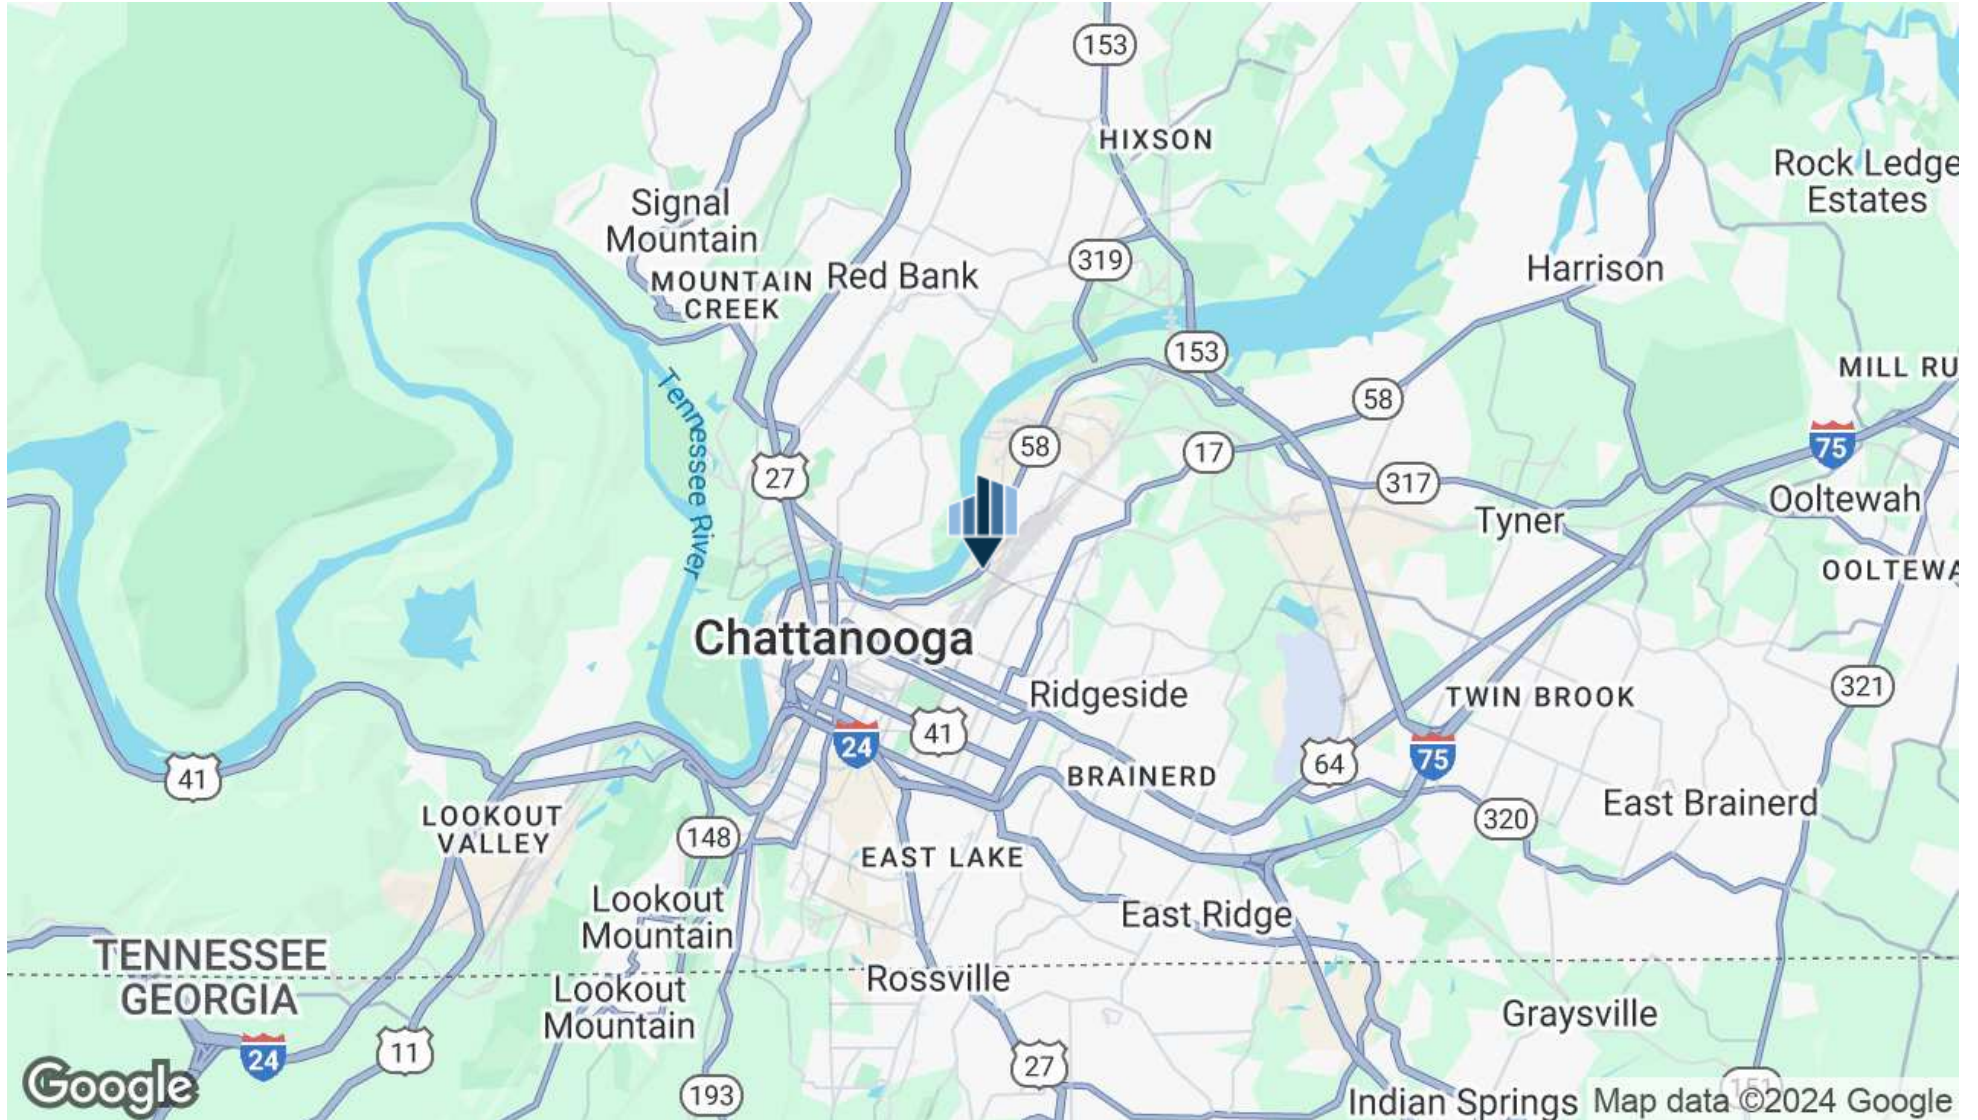 153
HIXSON
Rock Ledge
Estates
Signal
Mountain
319
MOUNTAIN
CREEK
Red Bank
Harrison
153
MILL RU
58
Tennessee River
58
17
75
27
317
Ooltewah
Tyner
OOLTEWA
Chattanooga
Ridgeside
TWIN BROOK
321
41
24
64
75
41
BRAINERD
LOOKOUT
VALLEY
148
320
East Brainerd
EAST LAKE
Lookout
Mountain
East Ridge
TENNESSEE
GEORGIA
Rossville
Lookout
Mountain
Graysville
24
11
27
Google
193
Indian Springs
151
Map data ©2024 Google